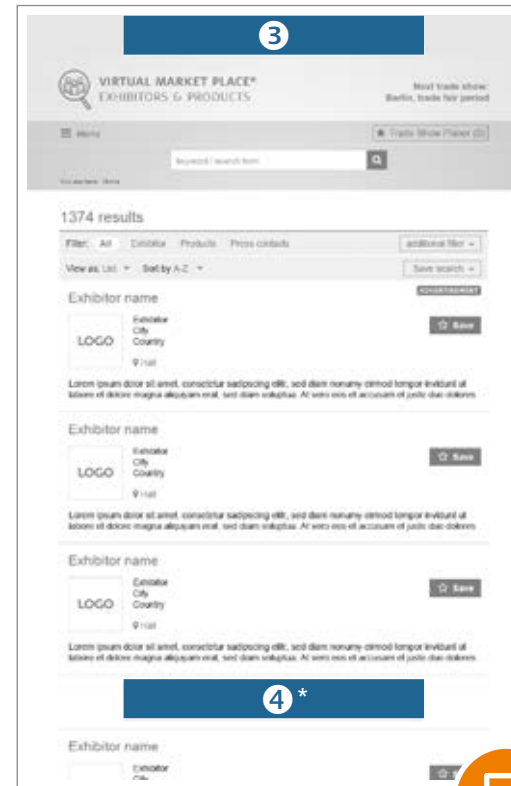 3
VIRTUAL MARKET PLACE®
EXHIBITORS & PRODUCTS
Next trade show:
Berlin, trade fair period
Menu
Trade Show Planer (0)
keyword / search term
You are here: Home
1374 results
Filter: All Exhibitor Products Press contacts
additional filter
View as: List Sort by A-Z
Save search
Exhibitor name
ADVERTISEMENT
LOGO
Exhibitor
City
Country
Hall
Save
Lorem ipsum dolor sit amet, consetetur sadipscing elitr, sed diam nonumy eirmod tempor invidunt ut
labore et dolore magna aliquyam erat, sed diam voluptua. At vero eos et accusam et justo duo dolores
Exhibitor name
LOGO
Exhibitor
City
Country
Hall
Save
Lorem ipsum dolor sit amet, consetetur sadipscing elitr, sed diam nonumy eirmod tempor invidunt ut
labore et dolore magna aliquyam erat, sed diam voluptua. At vero eos et accusam et justo duo dolores
Exhibitor name
LOGO
Exhibitor
City
Country
Hall
Save
Lorem ipsum dolor sit amet, consetetur sadipscing elitr, sed diam nonumy eirmod tempor invidunt ut
labore et dolore magna aliquyam erat, sed diam voluptua. At vero eos et accusam et justo duo dolores
4 *
Exhibitor name
Exhibitor